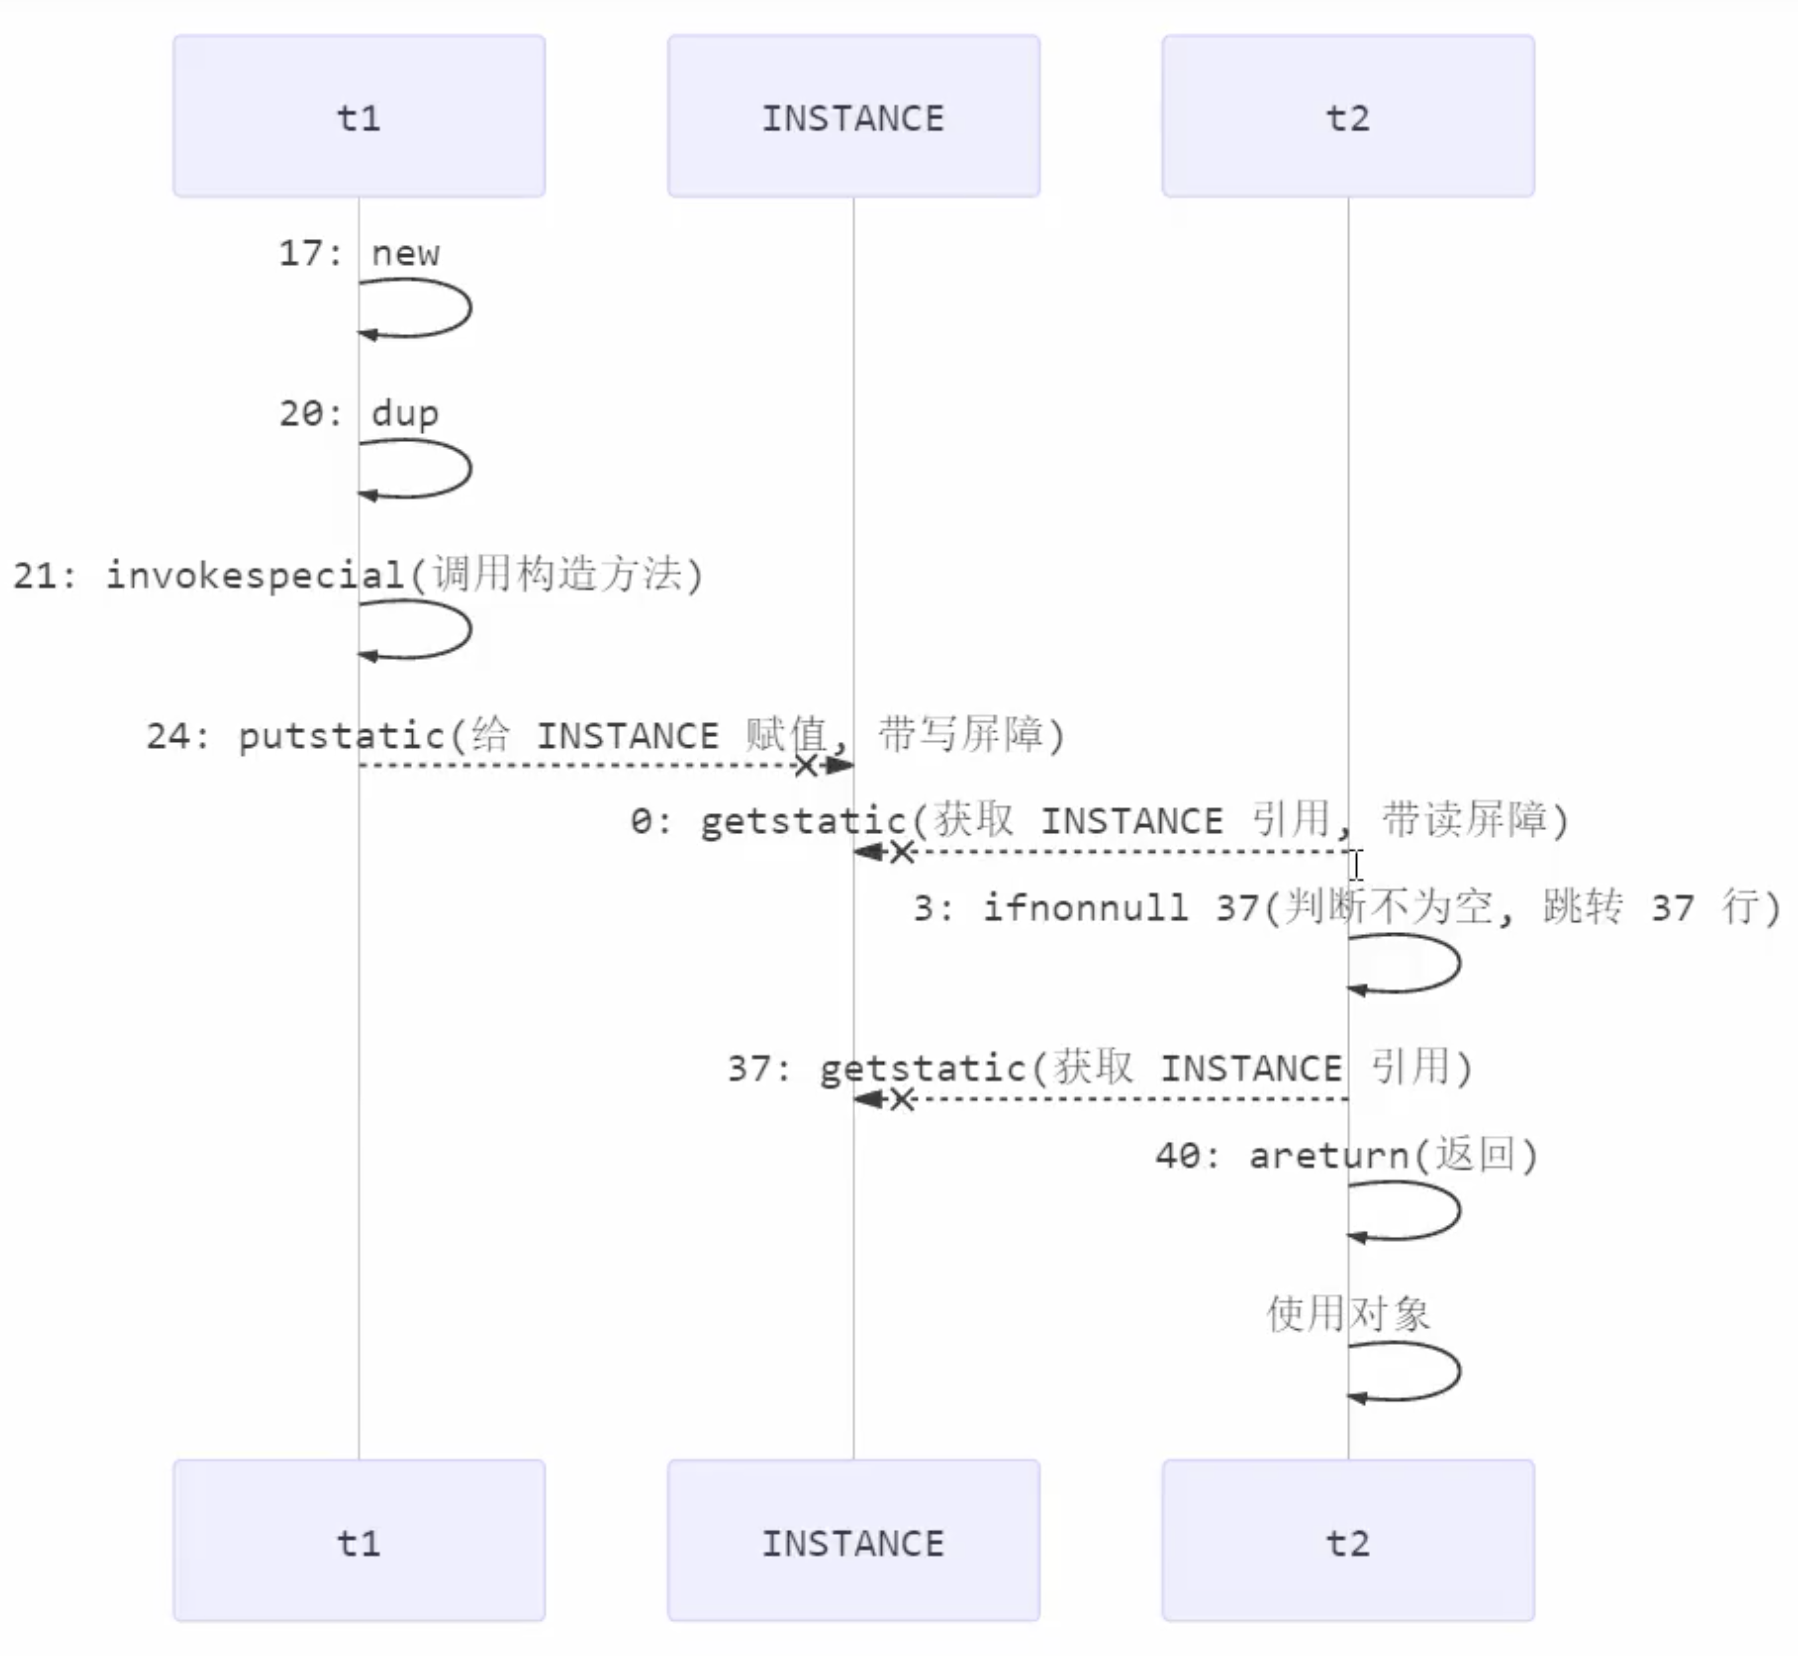 t1 INSTANCE t2
17: new
20: dup
21: invokespecial(调用构造方法)
24: putstatic(给 INSTANCE 赋值, 带写屏障)
0: getstatic(获取 INSTANCE 引用, 带读屏障)
3: ifnonnull 37(判断不为空, 跳转 37 行)
37: getstatic(获取 INSTANCE 引用)
40: areturn(返回)
使用对象
t1 INSTANCE t2